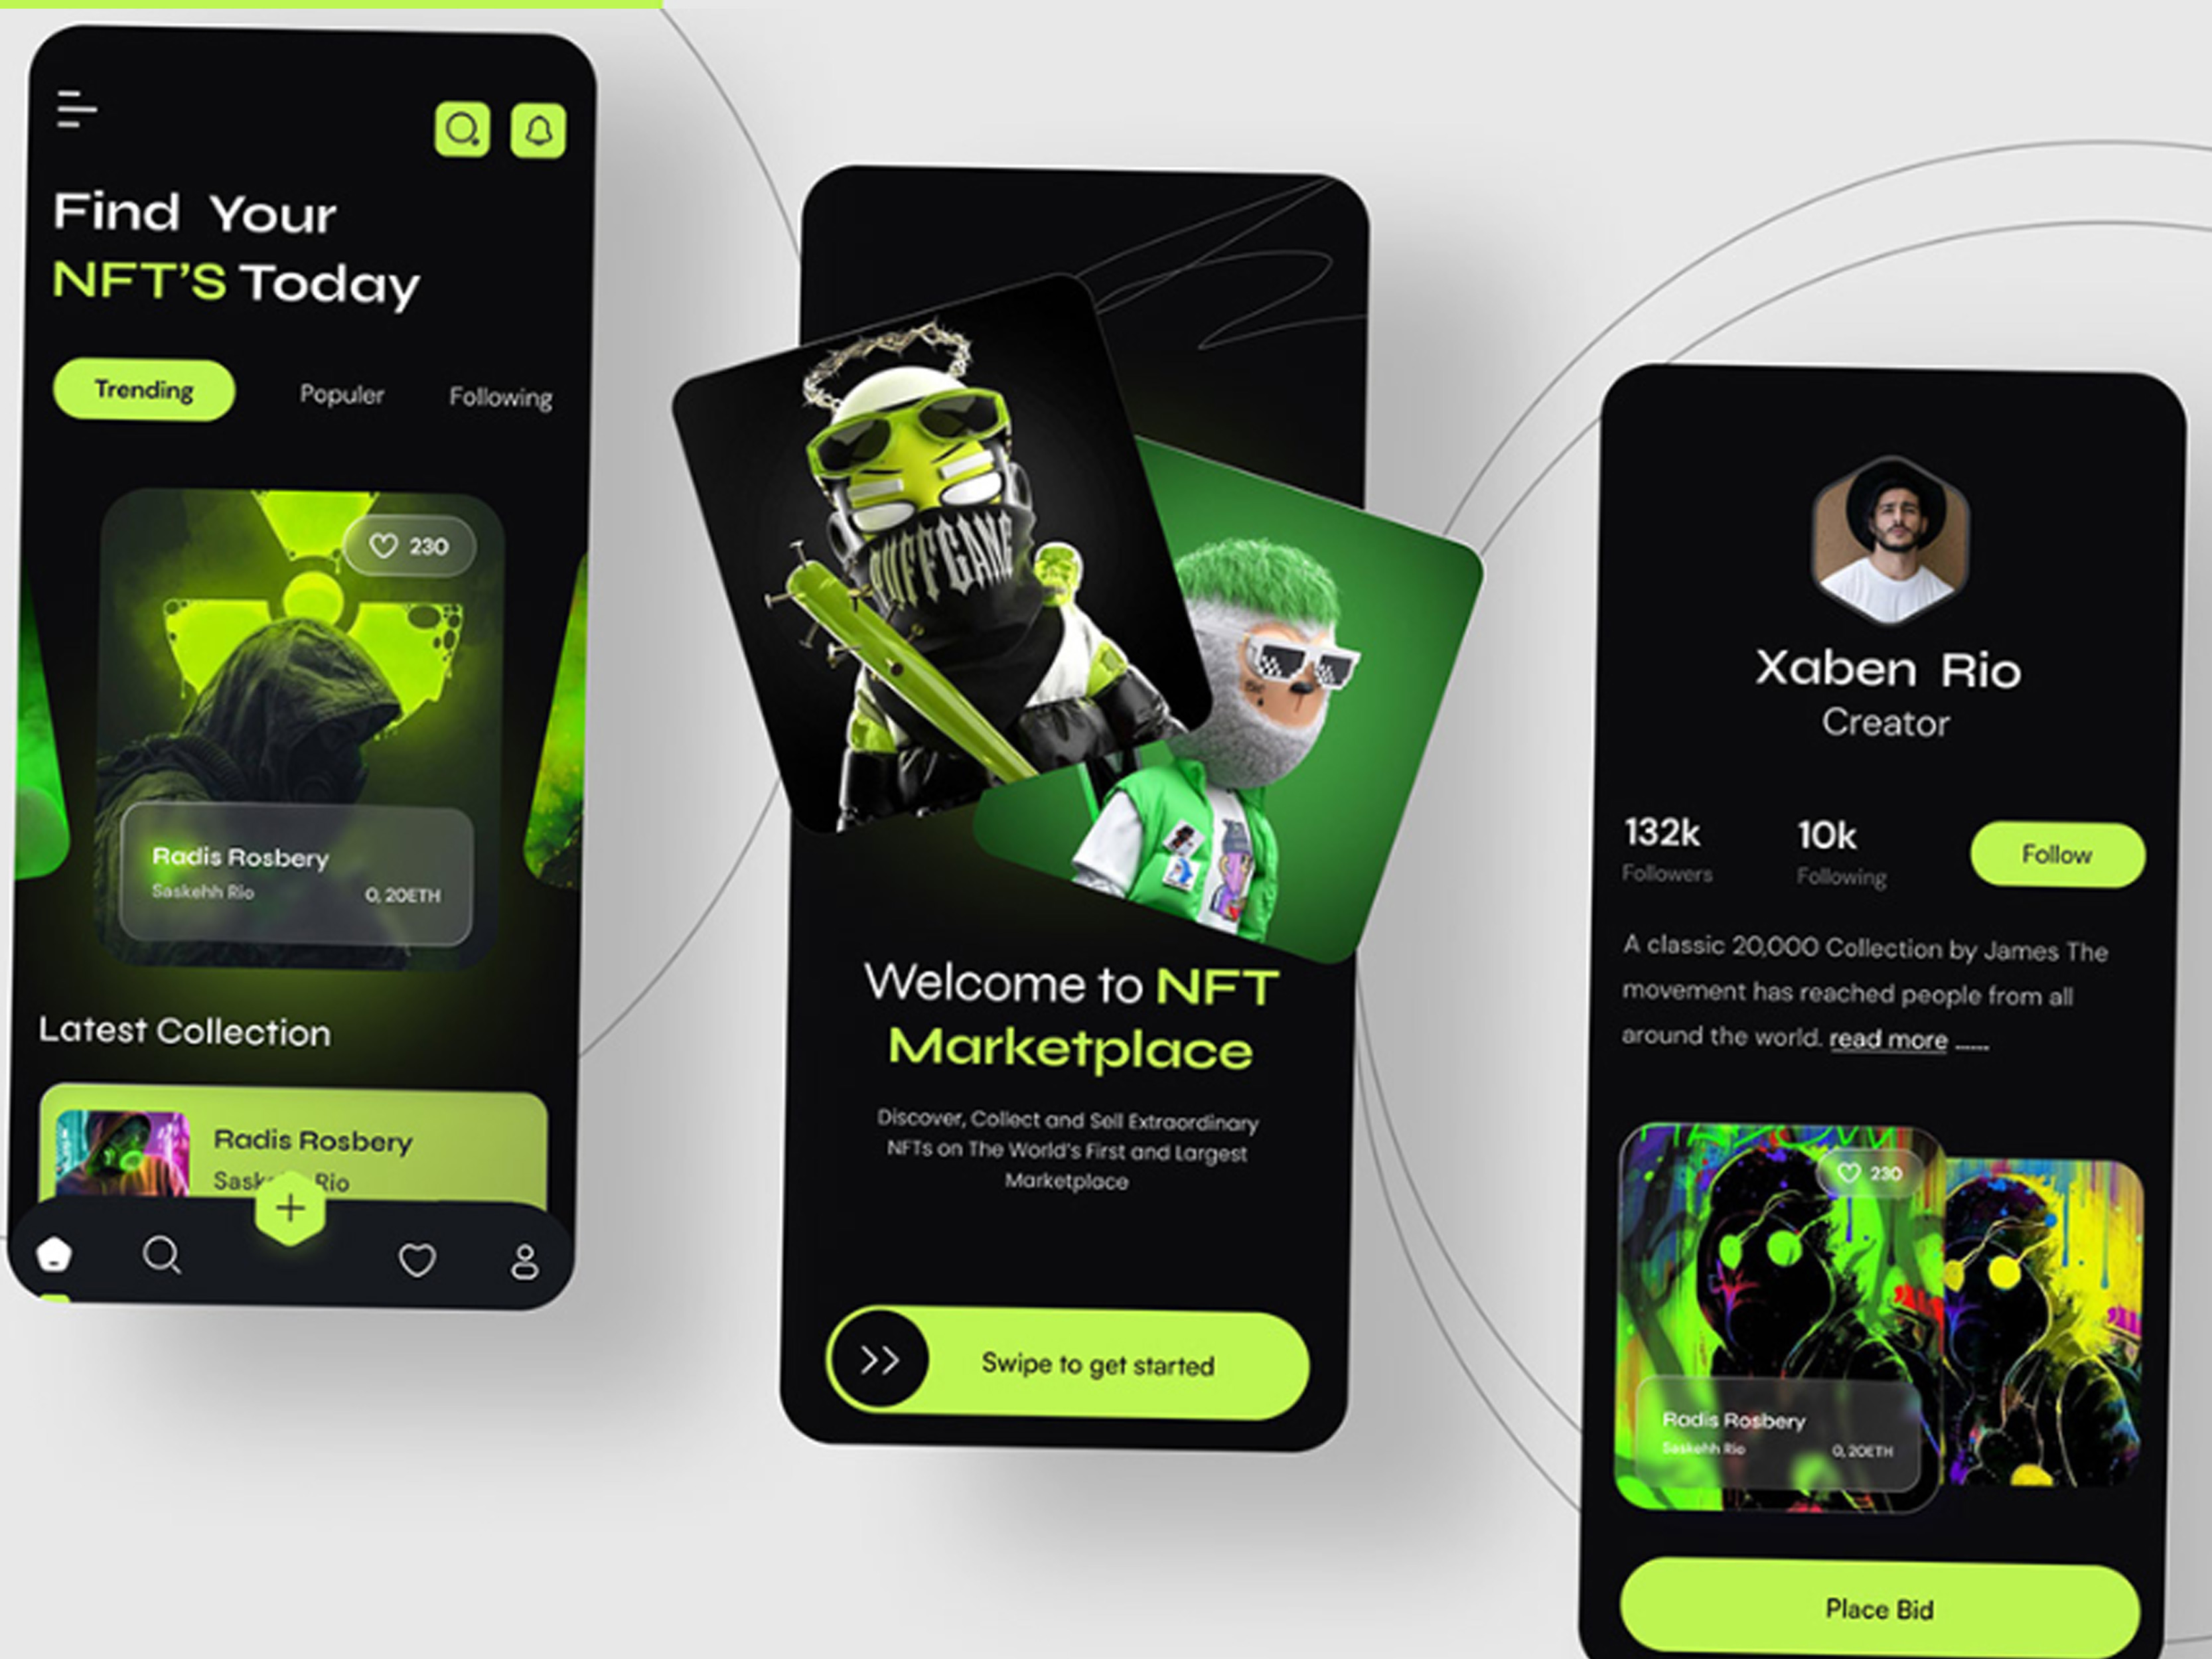 Find Your
NFT'S Today
Trending Populer Following
230
Radis Rosbery
Saskehh Rio 0, 20ETH
Latest Collection
Radis Rosbery
Rio
PUFFGANG
Welcome to NFT
Marketplace
Discover, Collect and Sell Extraordinary
NFTs on The World's First and Largest
Marketplace
Swipe to get started
Xaben Rio
Creator
132k 10k
Followers Following
Follow
A classic 20,000 Collection by James The
movement has reached people from all
around the world. read more ......
230
Radis Rosbery
Saskehh Rio 0, 20ETH
Place Bid